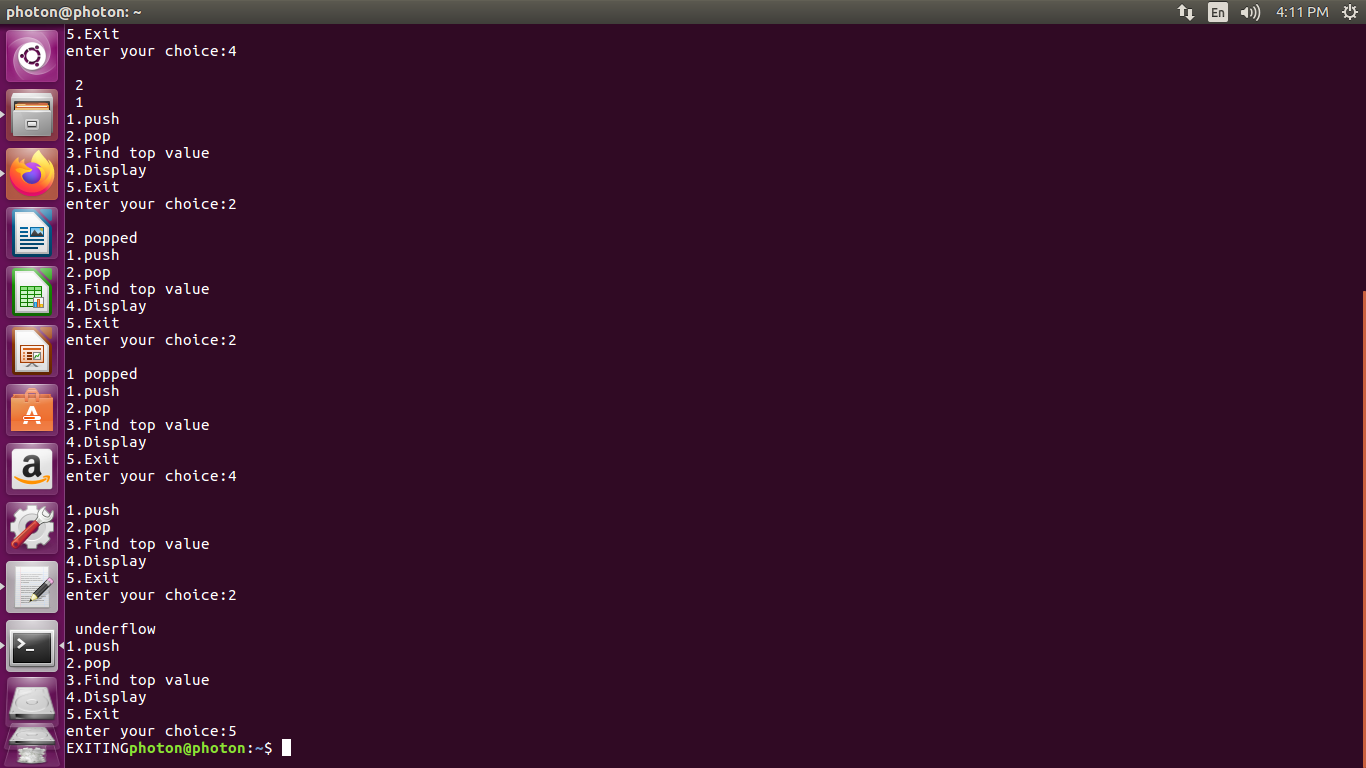 photon@photon: ~
En
4:11 PM
5.Exit
enter your choice:4
2
1
1.push
2.pop
3.Find top value
4.Display
5.Exit
enter your choice:2
2 popped
1.push
2.pop
3.Find top value
4.Display
5.Exit
enter your choice:2
1 popped
1.push
2.pop
3.Find top value
4.Display
5.Exit
enter your choice:4
1.push
2.pop
3.Find top value
4.Display
5.Exit
enter your choice:2
underflow
1.push
2.pop
3.Find top value
4.Display
5.Exit
enter your choice:5
EXITINGphoton@photon:~$